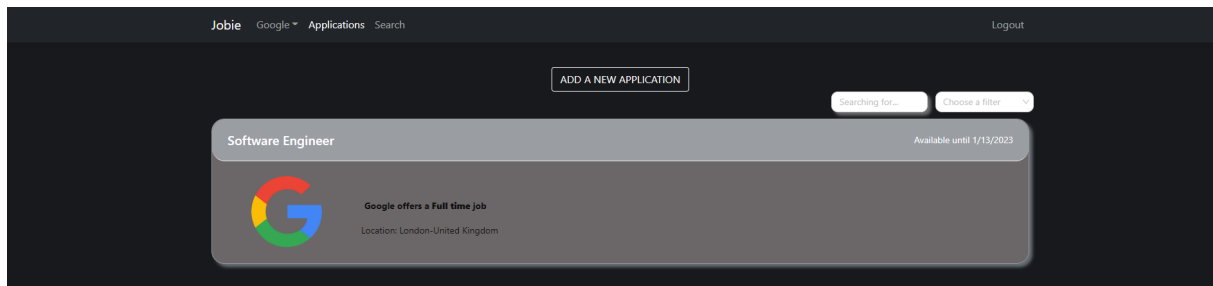 Jobie Google Applications Search Logout
ADD A NEW APPLICATION
Searching for... Choose a filter
Software Engineer Available until 1/13/2023
Google offers a Full time job
Location: London-United Kingdom